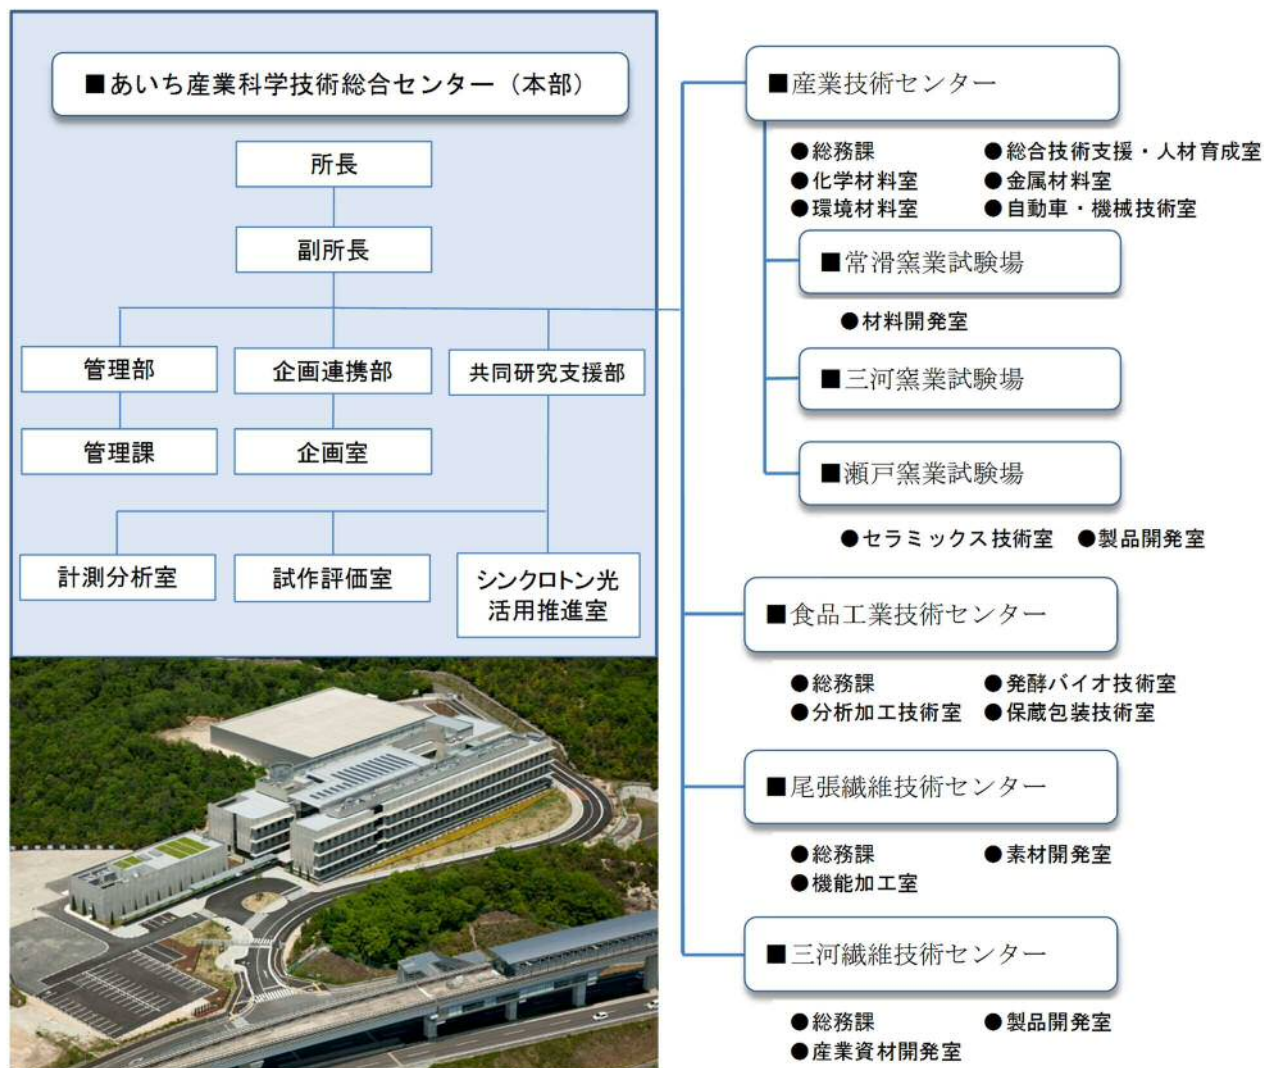 ■あいち産業科学技術総合センター（本部）
所長
副所長
管理部
企画連携部
共同研究支援部
管理課
企画室
計測分析室
試作評価室
シンクロトン光
活用推進室
■産業技術センター
●総務課 ●総合技術支援・人材育成室
●化学材料室 ●金属材料室
●環境材料室 ●自動車・機械技術室
■常滑窯業試験場
●材料開発室
■三河窯業試験場
■瀬戸窯業試験場
●セラミックス技術室 ●製品開発室
■食品工業技術センター
●総務課 ●発酵バイオ技術室
●分析加工技術室 ●保蔵包装技術室
■尾張繊維技術センター
●総務課 ●素材開発室
●機能加工室
■三河繊維技術センター
●総務課 ●製品開発室
●産業資材開発室